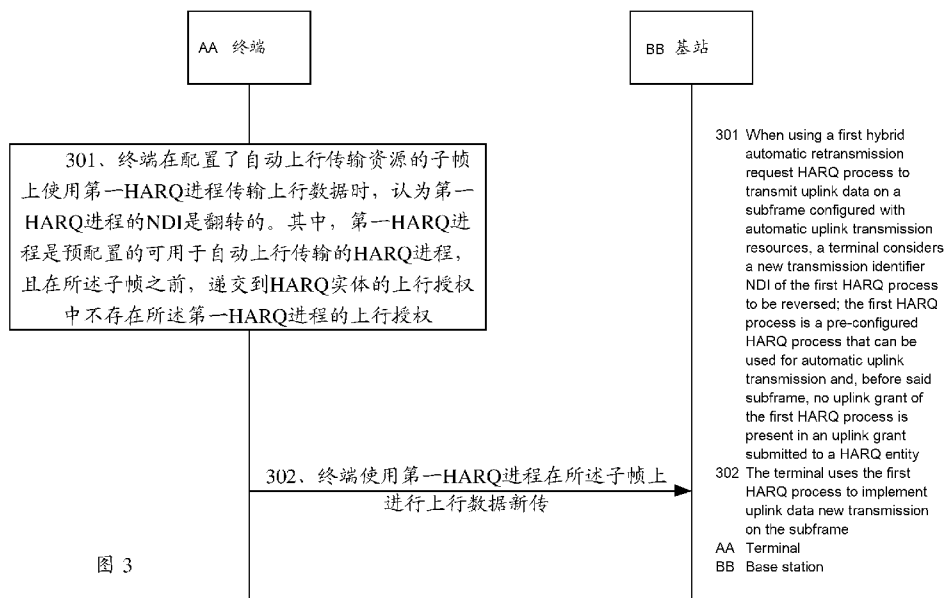 AA 终端
BB 基站
301、终端在配置了自动上行传输资源的子帧
上使用第一HARQ进程传输上行数据时，认为第一
HARQ进程的NDI是翻转的。其中，第一HARQ进
程是预配置的可用于自动上行传输的HARQ进程，
且在所述子帧之前，递交到HARQ实体的上行授权
中不存在所述第一HARQ进程的上行授权
302、终端使用第一HARQ进程在所述子帧上
进行上行数据新传
图 3
301 When using a first hybrid
automatic retransmission
request HARQ process to
transmit uplink data on a
subframe configured with
automatic uplink transmission
resources, a terminal considers
a new transmission identifier
NDI of the first HARQ process
to be reversed; the first HARQ
process is a pre-configured
HARQ process that can be
used for automatic uplink
transmission and, before said
subframe, no uplink grant of
the first HARQ process is
present in an uplink grant
submitted to a HARQ entity
302 The terminal uses the first
HARQ process to implement
uplink data new transmission
on the subframe
AA Terminal
BB Base station